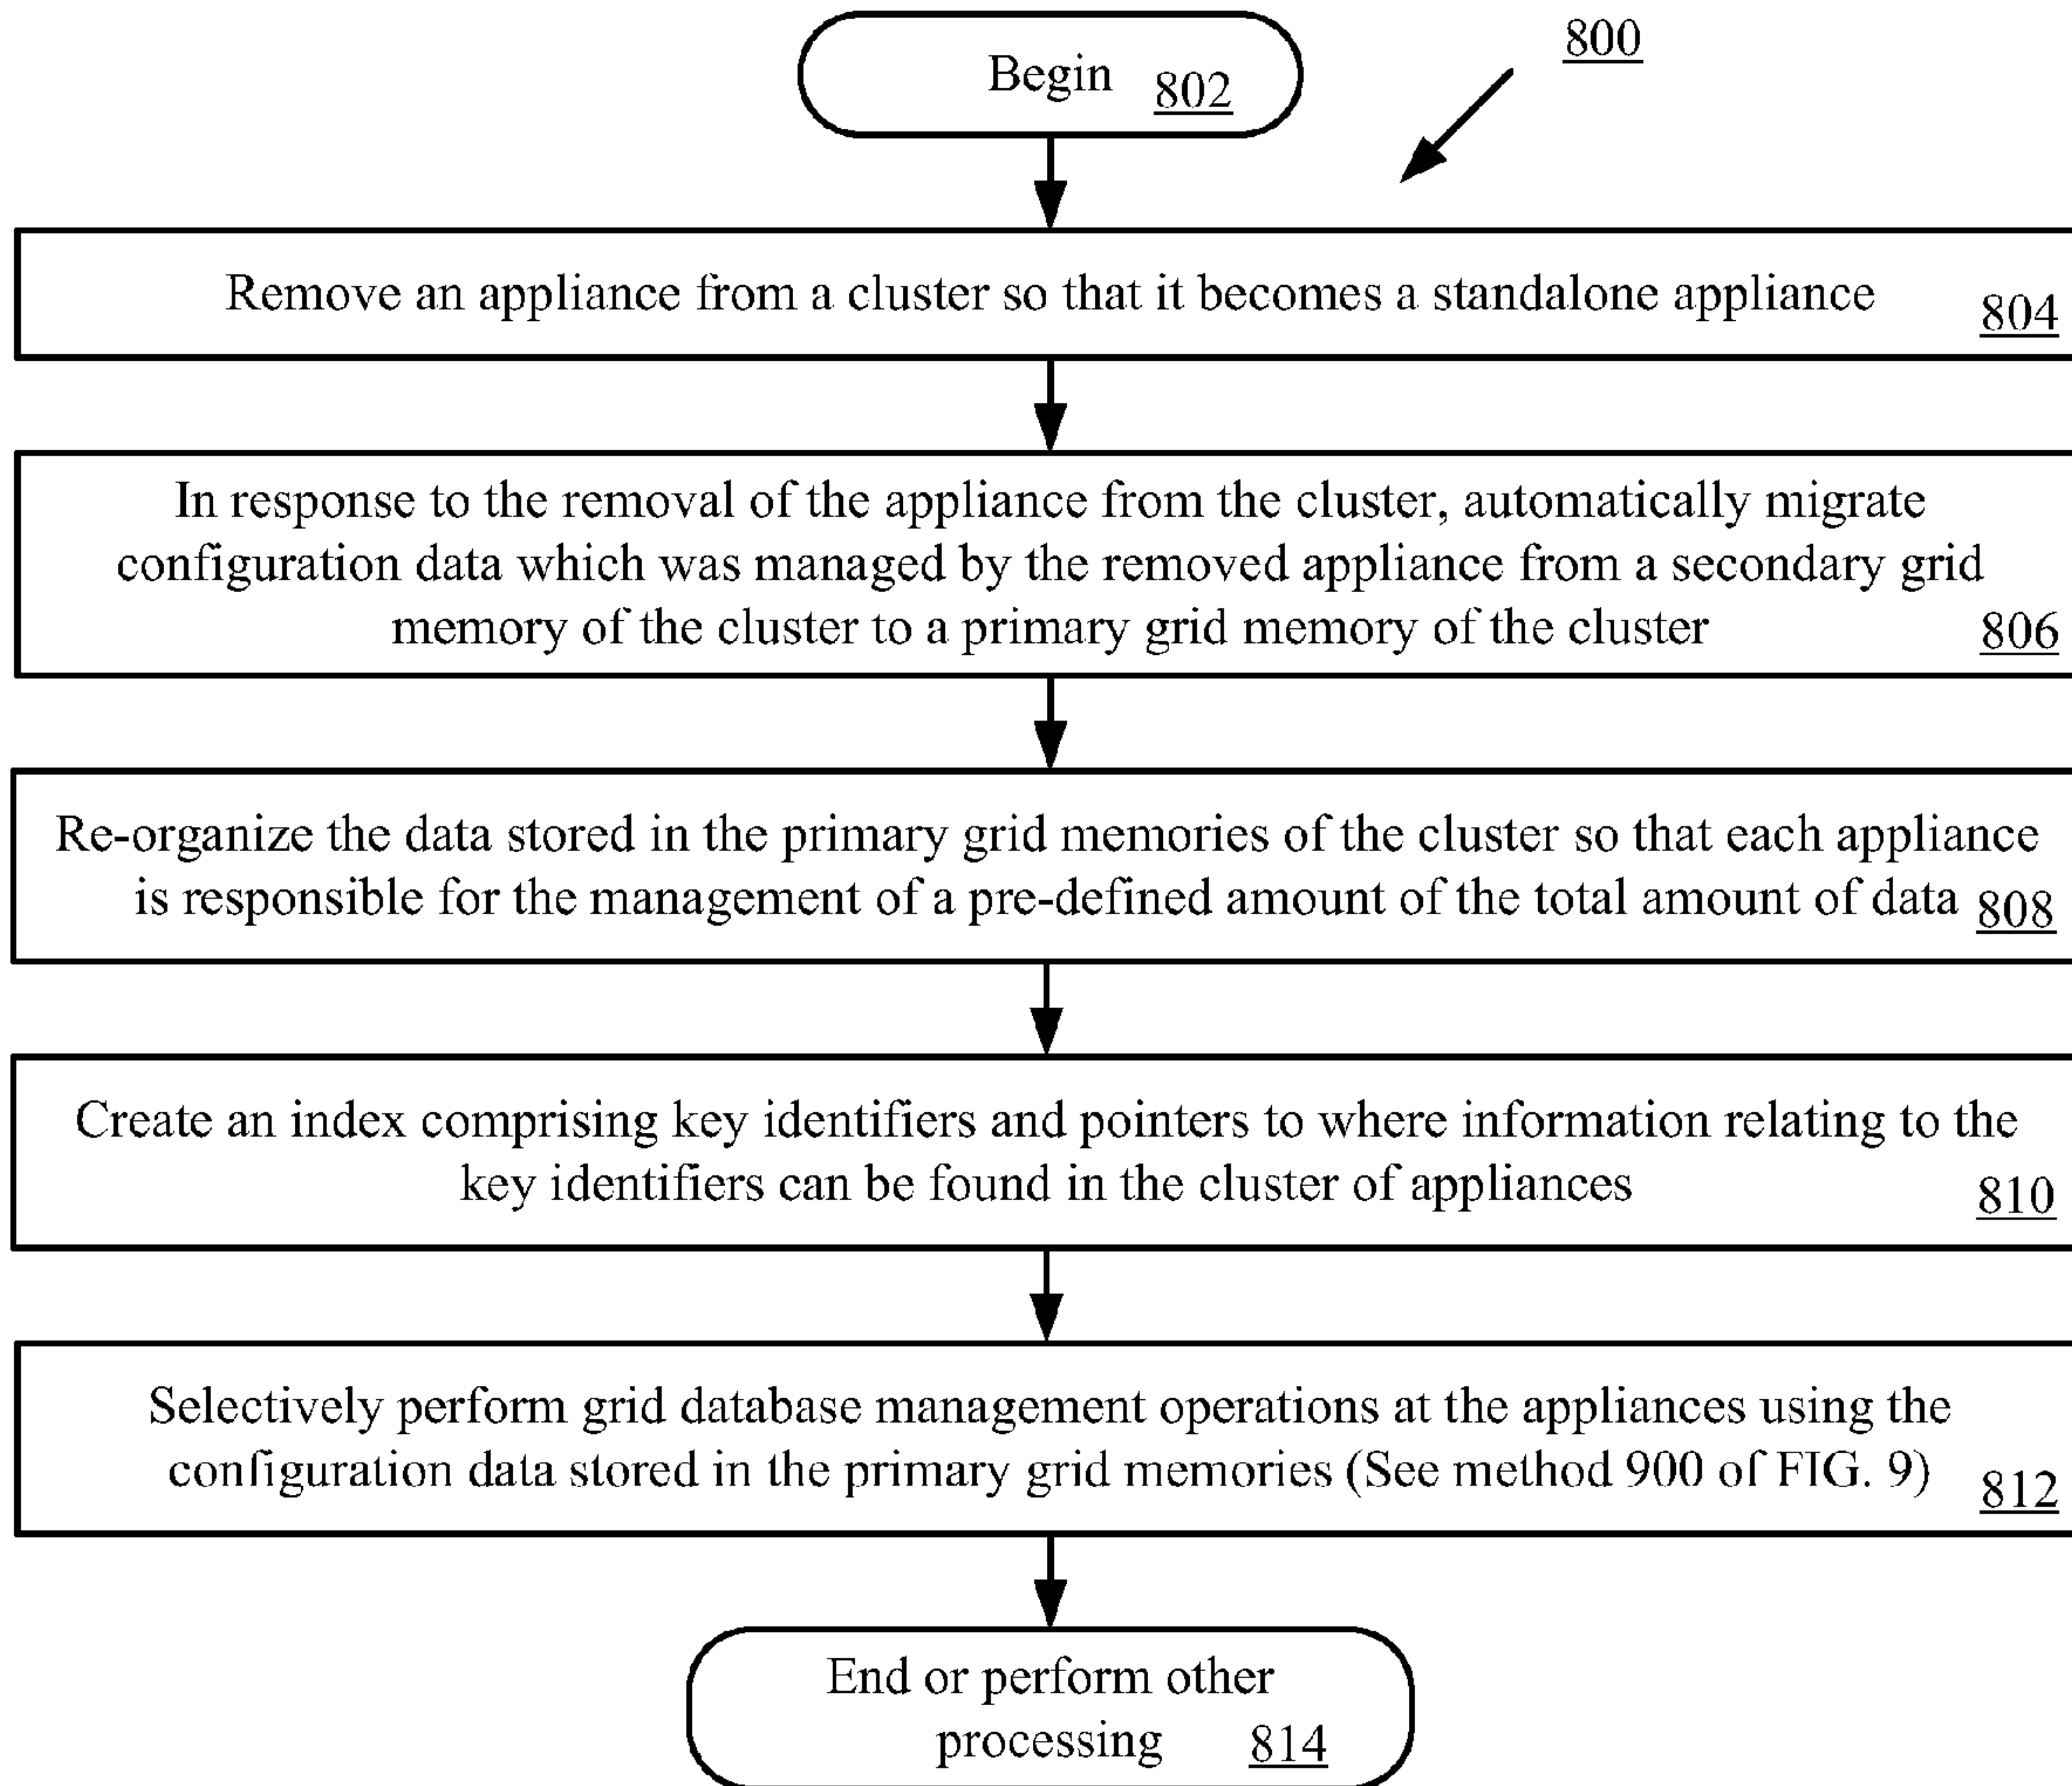 800
Begin 802
Remove an appliance from a cluster so that it becomes a standalone appliance
804
In response to the removal of the appliance from the cluster, automatically migrate
configuration data which was managed by the removed appliance from a secondary grid
memory of the cluster to a primary grid memory of the cluster 806
Re-organize the data stored in the primary grid memories of the cluster so that each appliance
is responsible for the management of a pre-defined amount of the total amount of data 808
Create an index comprising key identifiers and pointers to where information relating to the
key identifiers can be found in the cluster of appliances 810
Selectively perform grid database management operations at the appliances using the
configuration data stored in the primary grid memories (See method 900 of FIG. 9) 812
End or perform other
processing 814